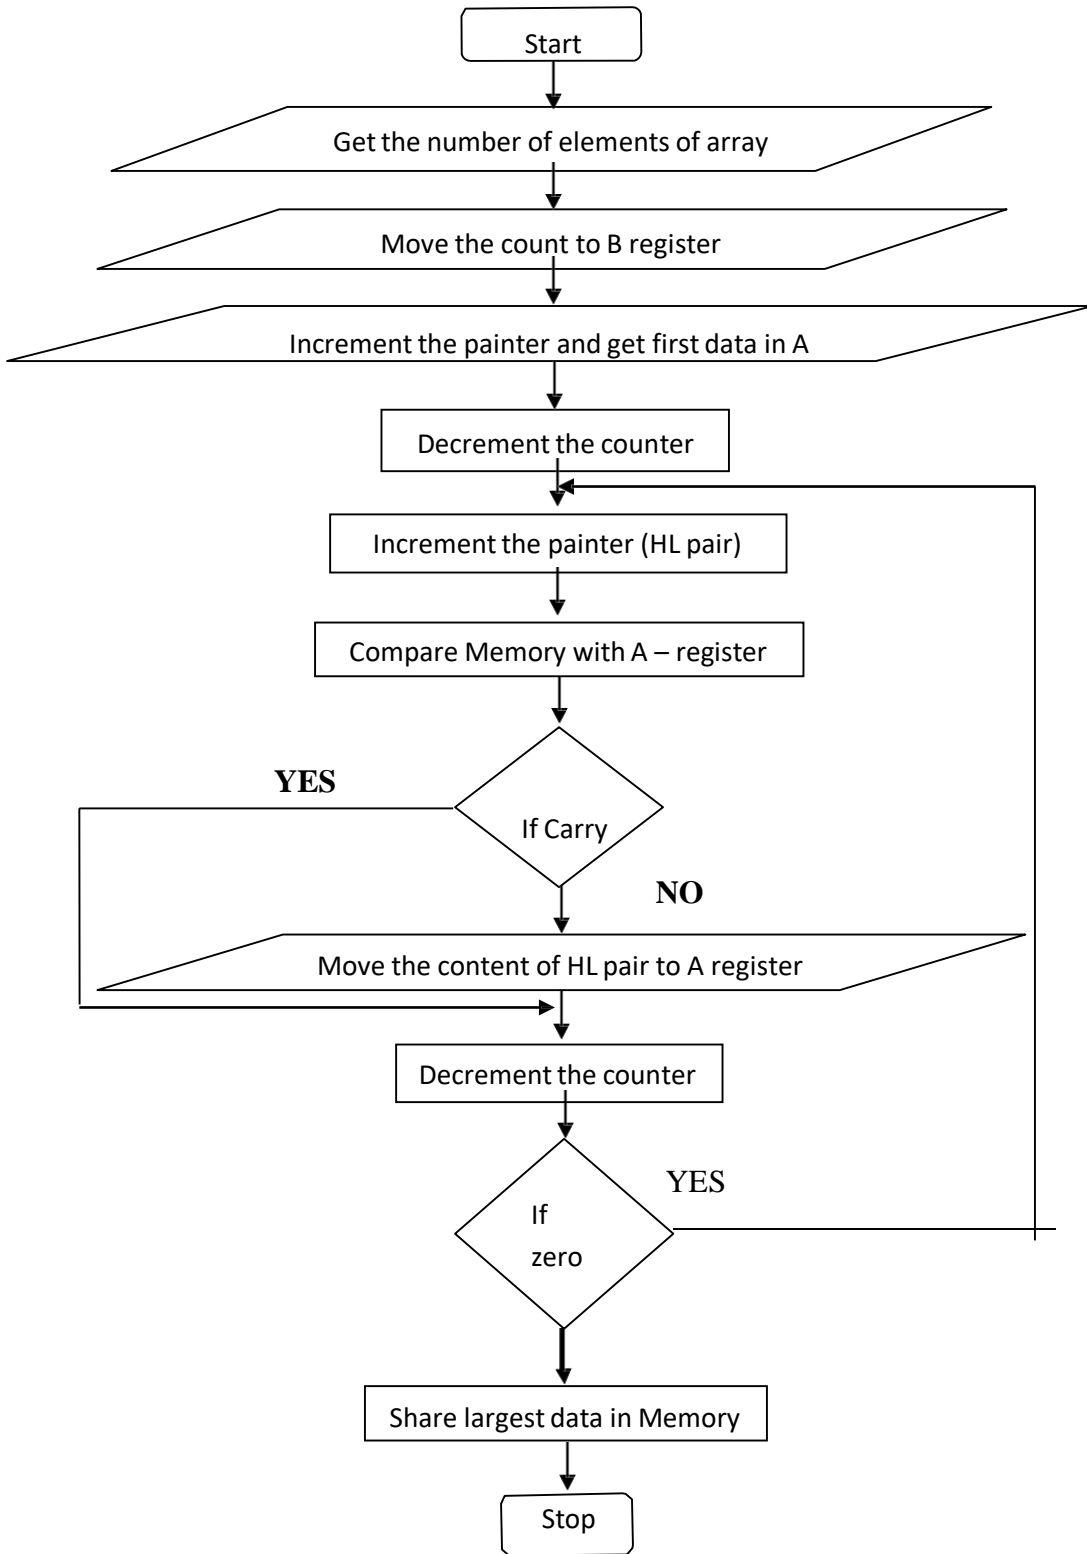 Start
Get the number of elements of array
Move the count to B register
Increment the painter and get first data in A
Decrement the counter
Increment the painter (HL pair)
Compare Memory with A – register
YES
If Carry
NO
Move the content of HL pair to A register
Decrement the counter
YES
If
zero
Share largest data in Memory
Stop